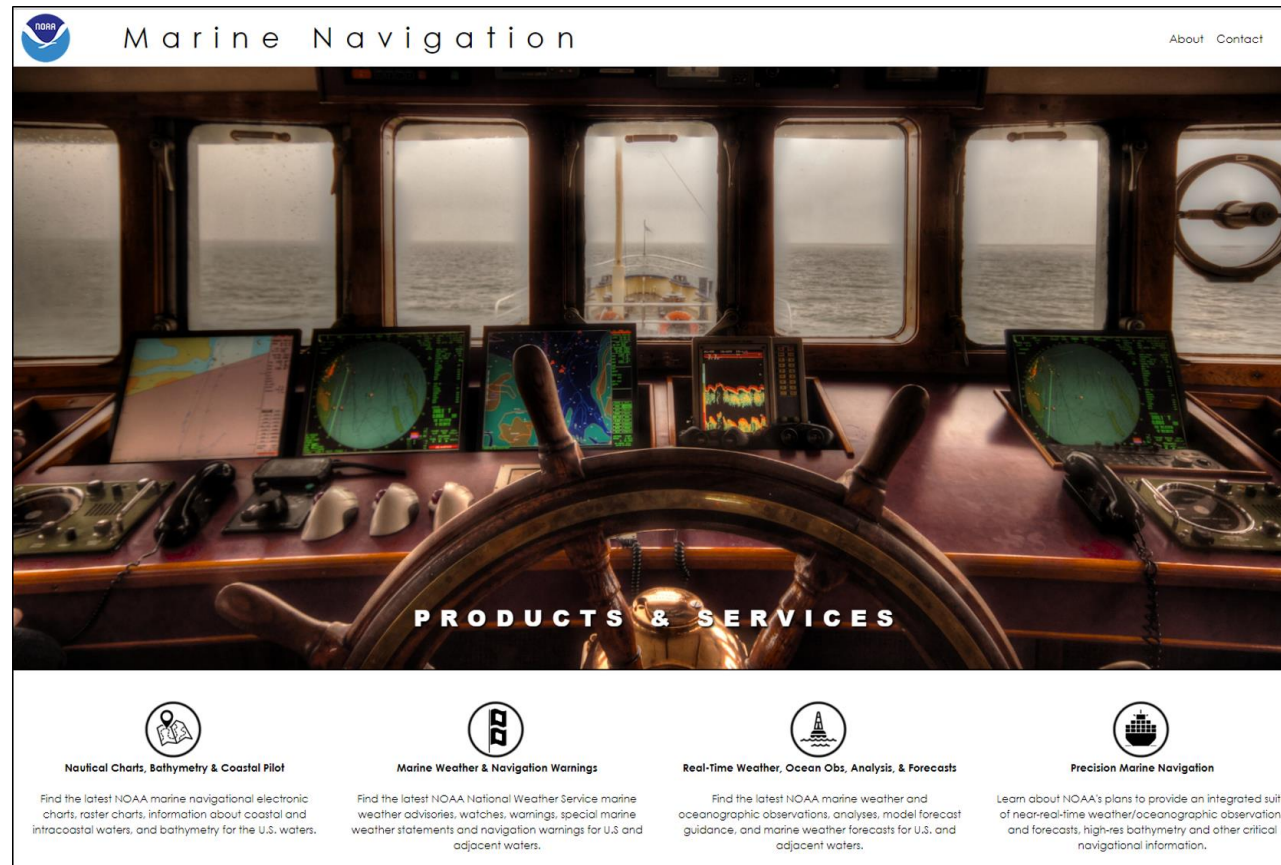 NOAA
Marine Navigation
About Contact
PRODUCTS & SERVICES
Nautical Charts, Bathymetry & Coastal Pilot
Find the latest NOAA marine navigational electronic
charts, raster charts, information about coastal and
intracoastal waters, and bathymetry for the U.S. waters.
Marine Weather & Navigation Warnings
Find the latest NOAA National Weather Service marine
weather advisories, watches, warnings, special marine
weather statements and navigation warnings for U.S and
adjacent waters.
Real-Time Weather, Ocean Obs, Analysis, & Forecasts
Find the latest NOAA marine weather and
oceanographic observations, analyses, model forecast
guidance, and marine weather forecasts for U.S. and
adjacent waters.
Precision Marine Navigation
Learn about NOAA's plans to provide an integrated suit
of near-real-time weather/oceanographic observation
and forecasts, high-res bathymetry and other critical
navigational information.